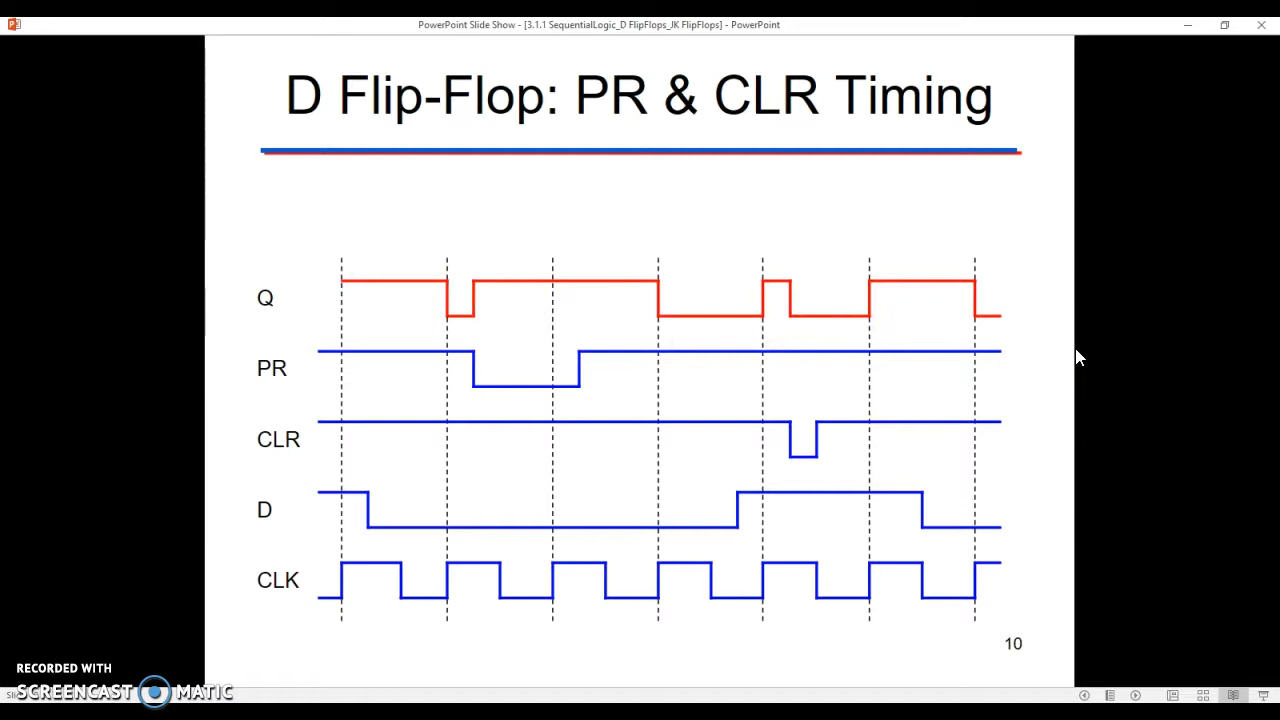 PowerPoint Slide Show - [3.1.1 SequentialLogic_D FlipFlops_JK FlipFlops] - PowerPoint
D Flip-Flop: PR & CLR Timing
Q
PR
CLR
D
CLK
10
RECORDED WITH
SCREENCAST MATIC